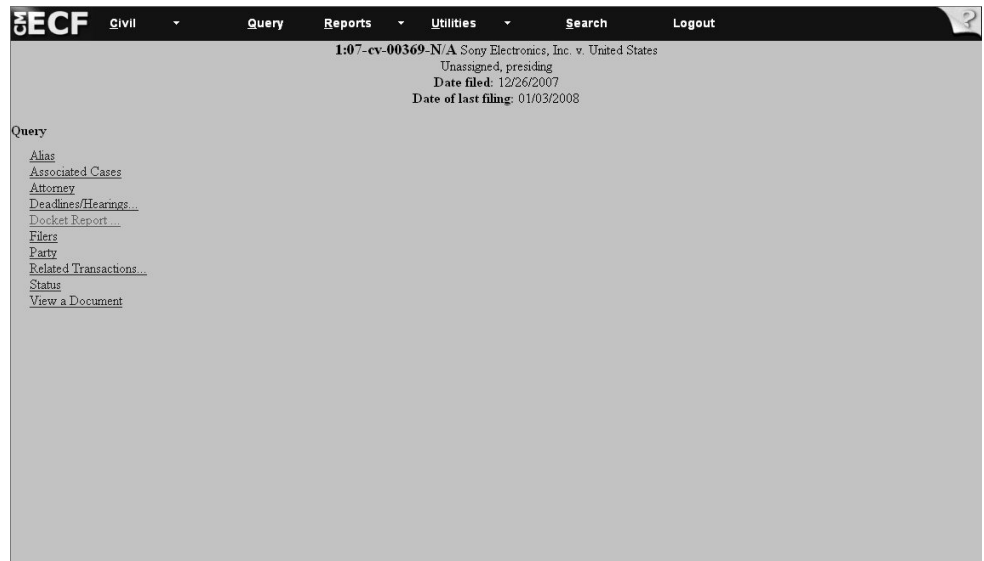 CM ECF Civil Query Reports Utilities Search Logout ?
1:07-cv-00369-N/A Sony Electronics, Inc. v. United States
Unassigned, presiding
Date filed: 12/26/2007
Date of last filing: 01/03/2008
Query
Alias
Associated Cases
Attorney
Deadlines/Hearings...
Docket Report ...
Filers
Party
Related Transactions...
Status
View a Document